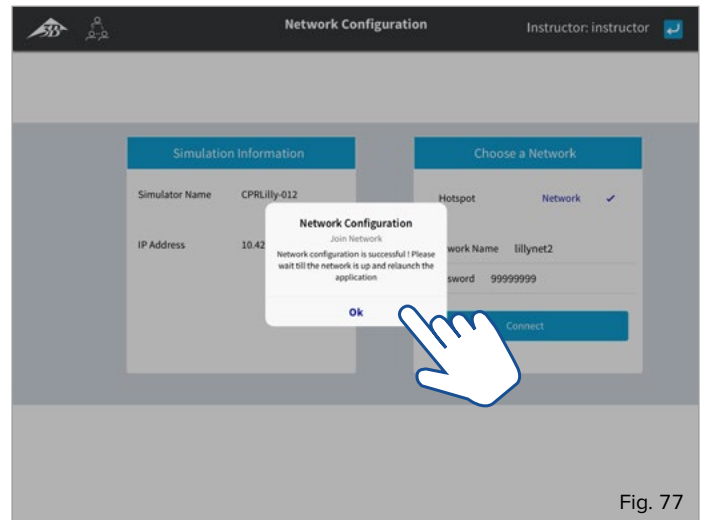 3B
Network Configuration
Instructor: instructor
Simulation Information
Choose a Network
Simulator Name CPRLilly-012
Hotspot Network ✓
Network Configuration
Join Network
Network configuration is successful ! Please
wait till the network is up and relaunch the
application
Ok
IP Address 10.42
work Name lillynet2
sword 99999999
Connect
Fig. 77